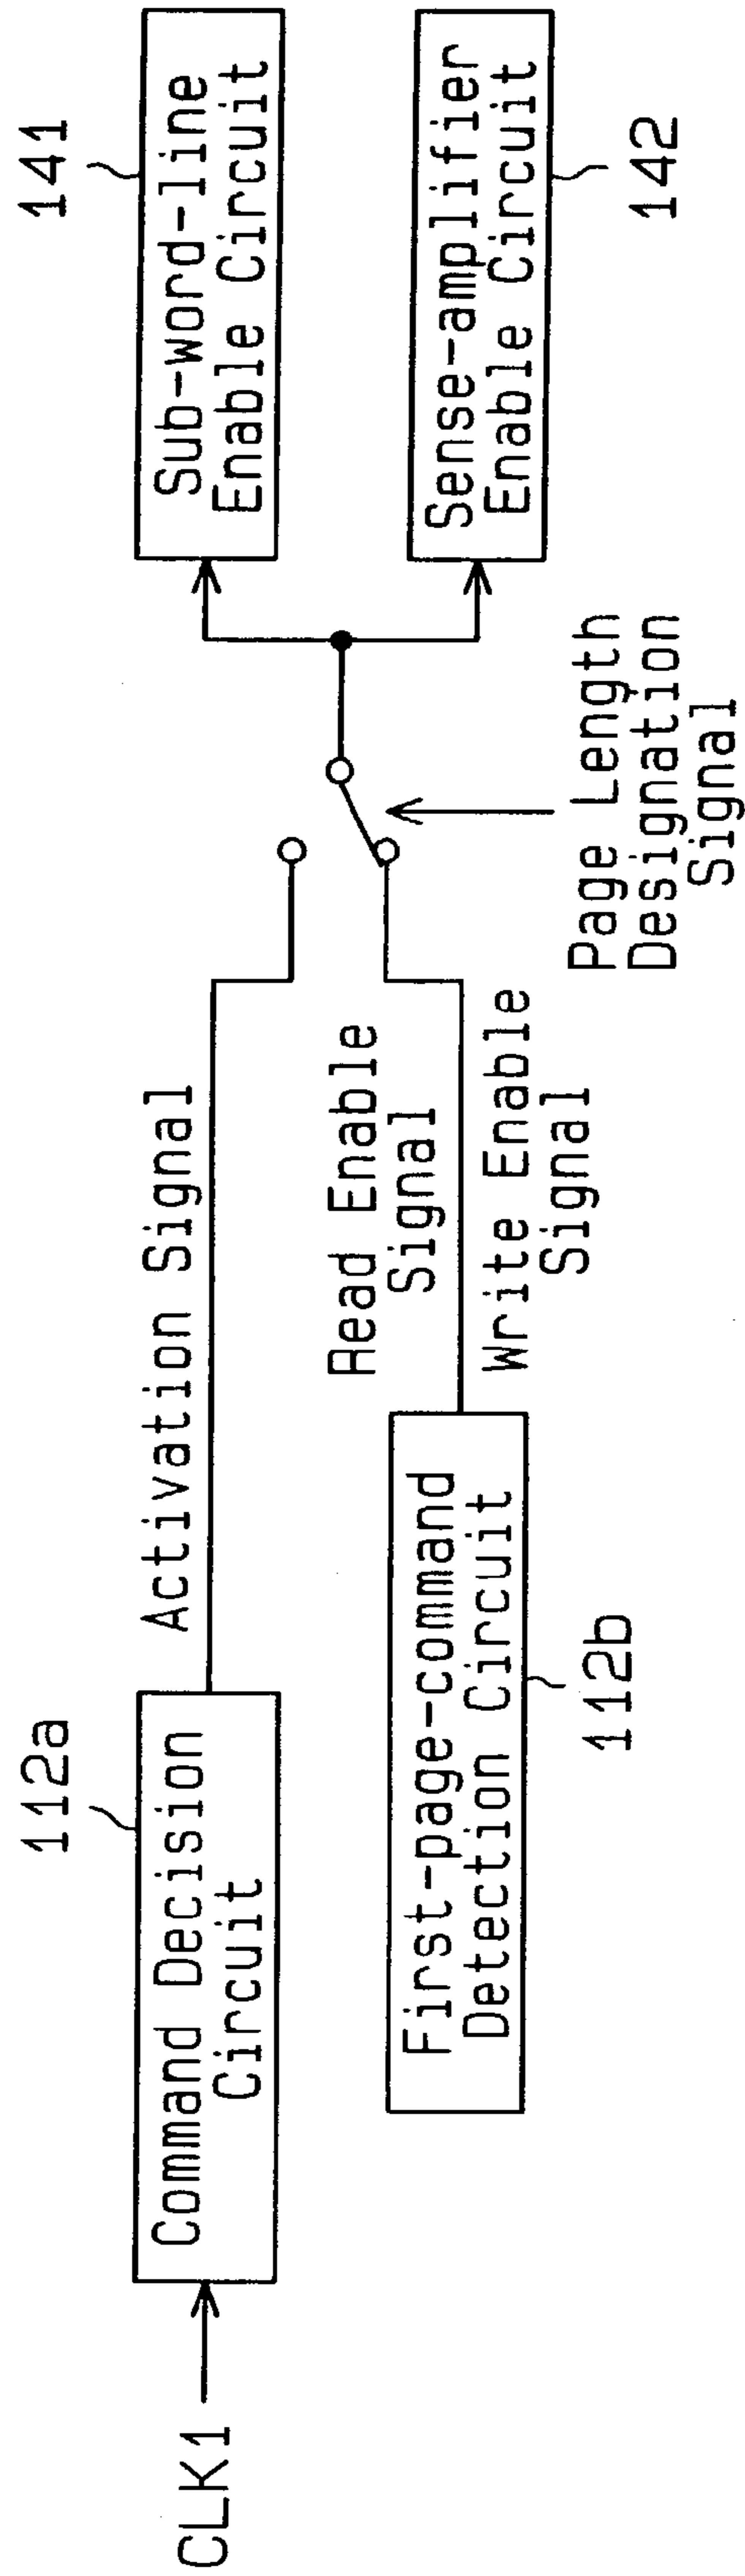 CLK1
112a
Command Decision
Circuit
Activation Signal
First-page-command
Detection Circuit
112b
Read Enable
Signal
Write Enable
Signal
Page Length
Designation
Signal
141
Sub-word-line
Enable Circuit
Sense-amplifier
Enable Circuit
142